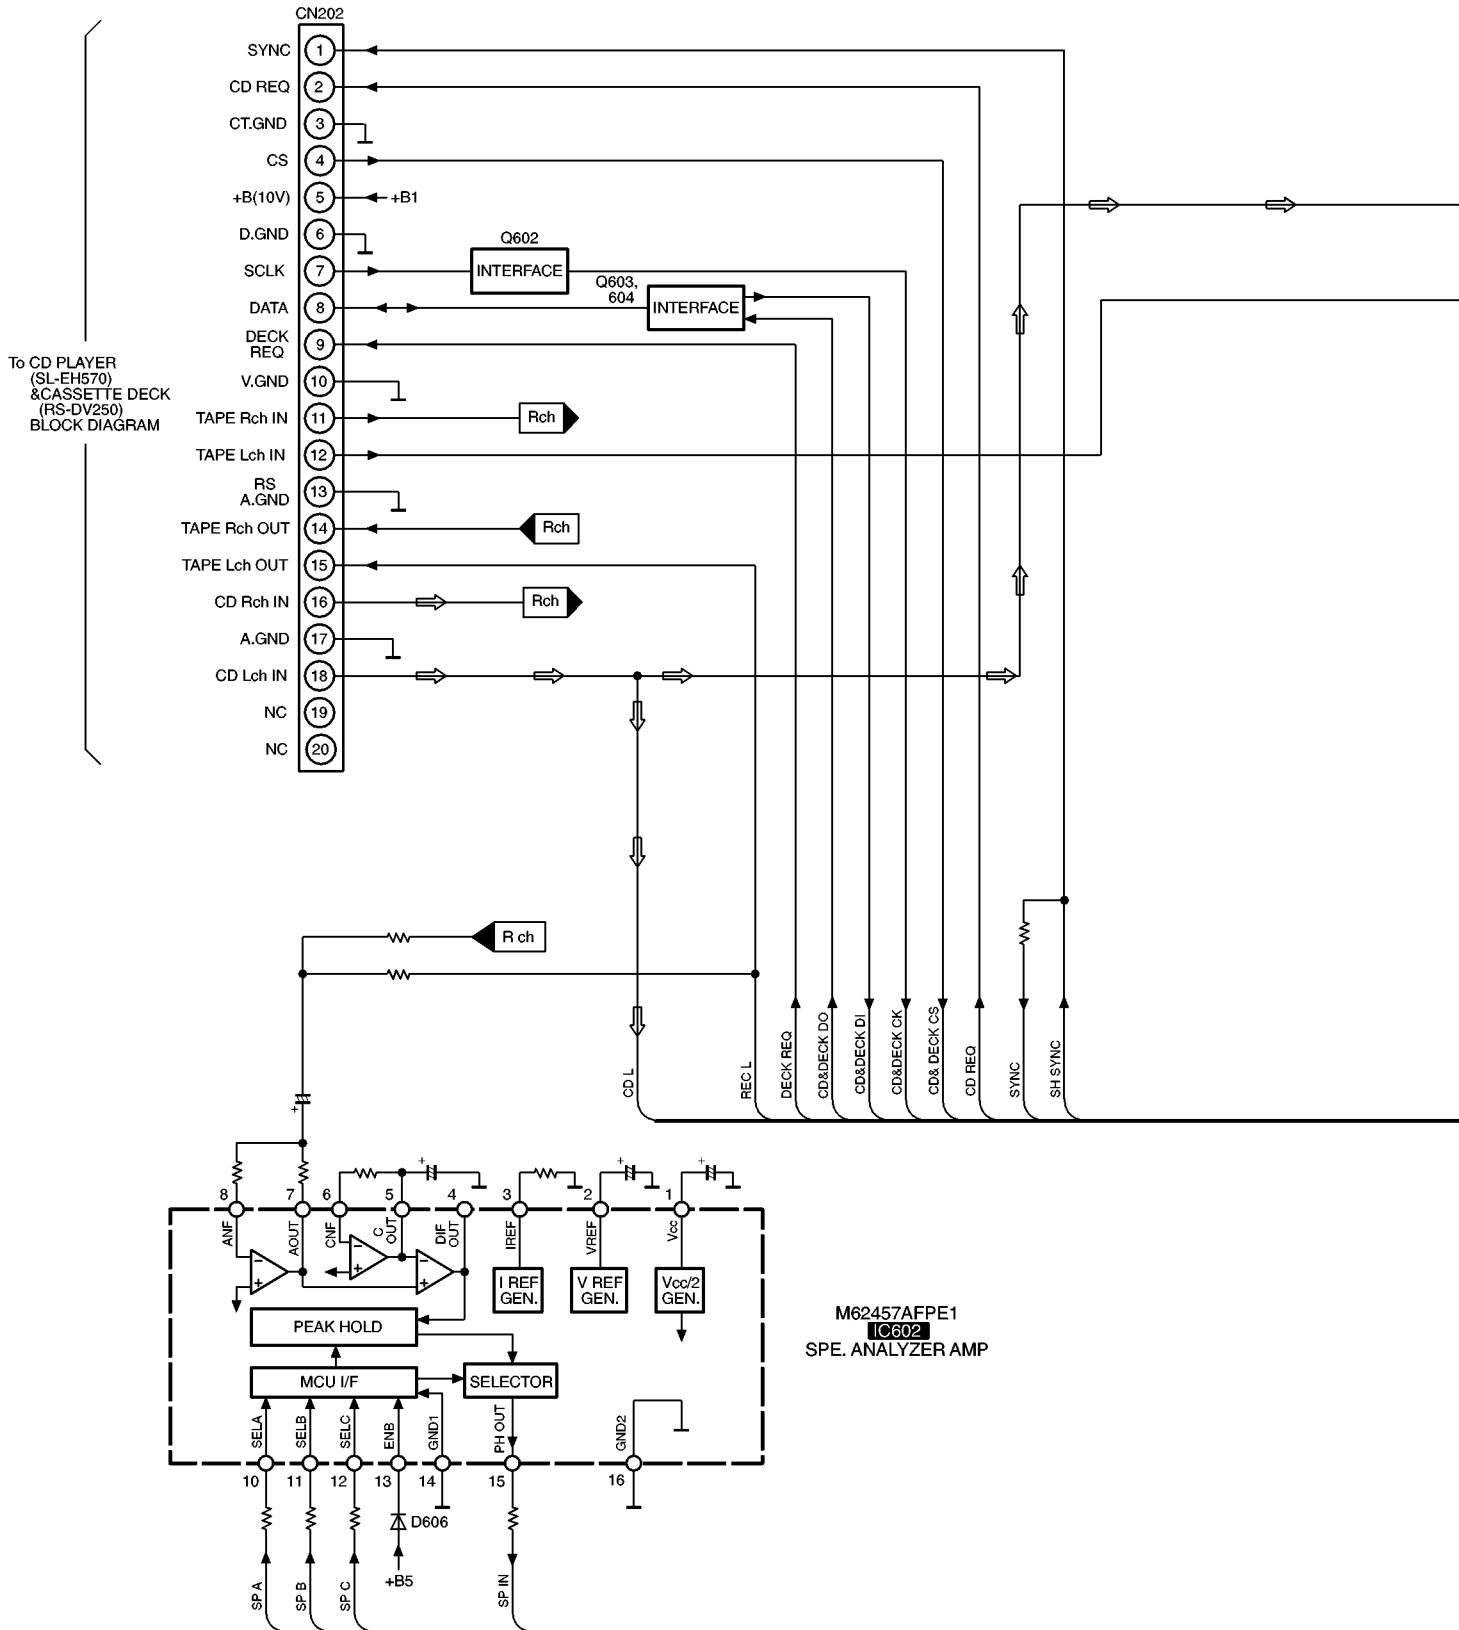 CN202
SYNC 1
CD REQ 2
CT.GND 3
CS 4
+B(10V) 5 +B1
D.GND 6
SCLK 7
Q602
INTERFACE
DATA 8
Q603,
604
INTERFACE
DECK
REQ 9
V.GND 10
TAPE Rch IN 11 Rch
TAPE Lch IN 12
RS
A.GND 13
TAPE Rch OUT 14 Rch
TAPE Lch OUT 15
CD Rch IN 16 Rch
A.GND 17
CD Lch IN 18
NC 19
NC 20
To CD PLAYER
(SL-EH570)
&CASSETTE DECK
(RS-DV250)
BLOCK DIAGRAM
R ch
CD L
REC L
DECK REQ
CD&DECK DO
CD&DECK DI
CD&DECK CK
CD& DECK CS
CD REQ
SYNC
SH SYNC
+
+ + +
8 7 6 5 4 3 2 1
ANF
AOUT
CNF
C
OUT
DIF
OUT
IREF
VREF
Vcc
− +
− +
− +
I REF
GEN.
V REF
GEN.
Vcc/2
GEN.
PEAK HOLD
MCU I/F
SELECTOR
M62457AFPE1
IC602
SPE. ANALYZER AMP
SELA
SELB
SELC
ENB
GND1
PH OUT
GND2
10 11 12 13 14 15 16
D606
+B5
SP A
SP B
SP C
SP IN